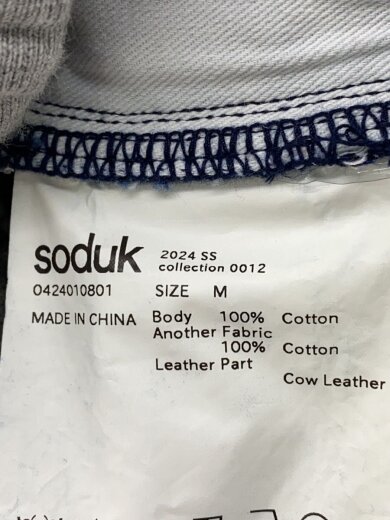 soduk 2024 SS
collection 0012
0424010801 SIZE M
MADE IN CHINA Body 100% Cotton
Another Fabric
100% Cotton
Leather Part
Cow Leather